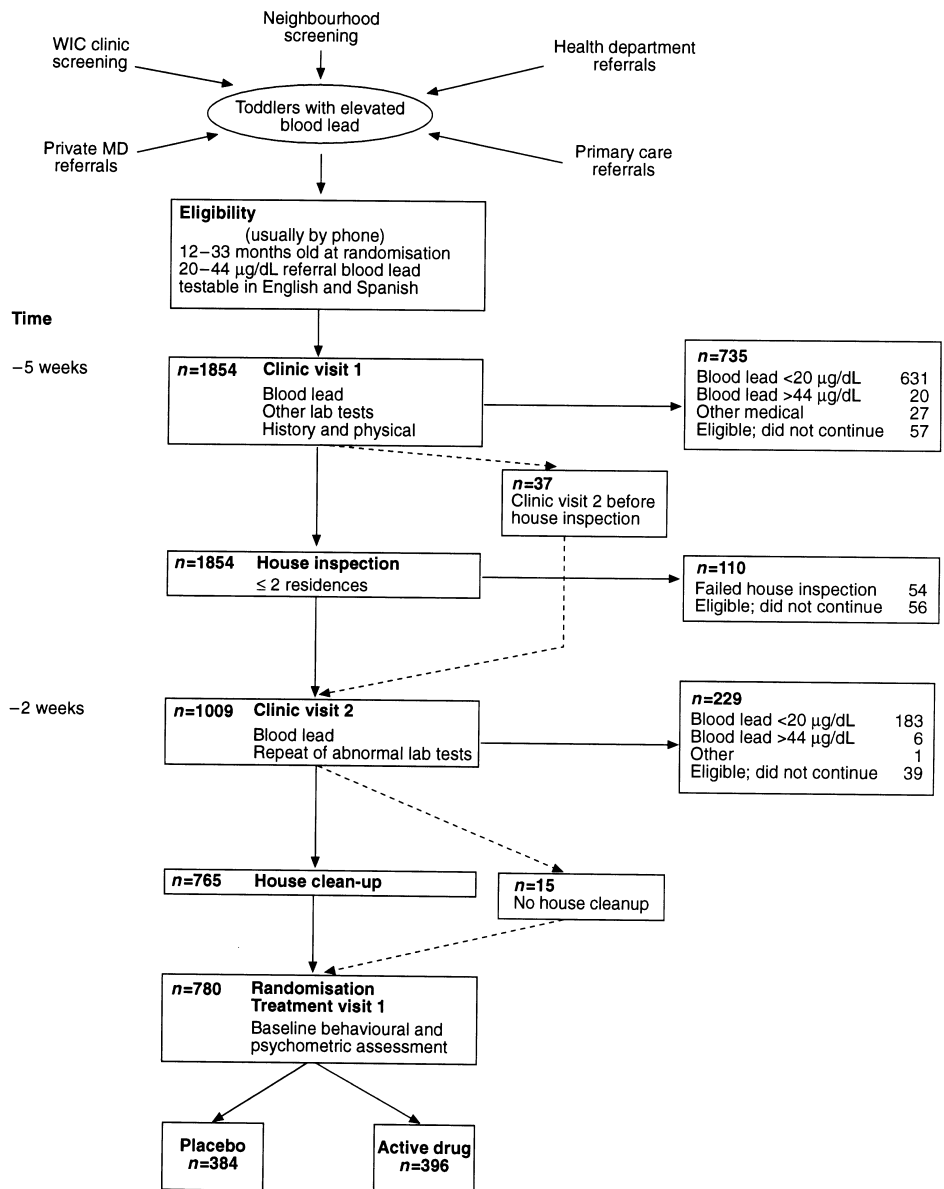 Neighbourhood
screening
WIC clinic
screening
Health department
referrals
Toddlers with elevated
blood lead
Private MD
referrals
Primary care
referrals
Eligibility
(usually by phone)
12–33 months old at randomisation
20–44 μg/dL referral blood lead
testable in English and Spanish
Time
–5 weeks
n=1854 Clinic visit 1
Blood lead
Other lab tests
History and physical
n=735
Blood lead <20 μg/dL 631
Blood lead >44 μg/dL 20
Other medical 27
Eligible; did not continue 57
n=37
Clinic visit 2 before
house inspection
n=1854 House inspection
≤ 2 residences
n=110
Failed house inspection 54
Eligible; did not continue 56
–2 weeks
n=1009 Clinic visit 2
Blood lead
Repeat of abnormal lab tests
n=229
Blood lead <20 μg/dL 183
Blood lead >44 μg/dL 6
Other 1
Eligible; did not continue 39
n=765 House clean-up
n=15
No house cleanup
n=780 Randomisation
Treatment visit 1
Baseline behavioural and
psychometric assessment
Placebo
n=384
Active drug
n=396